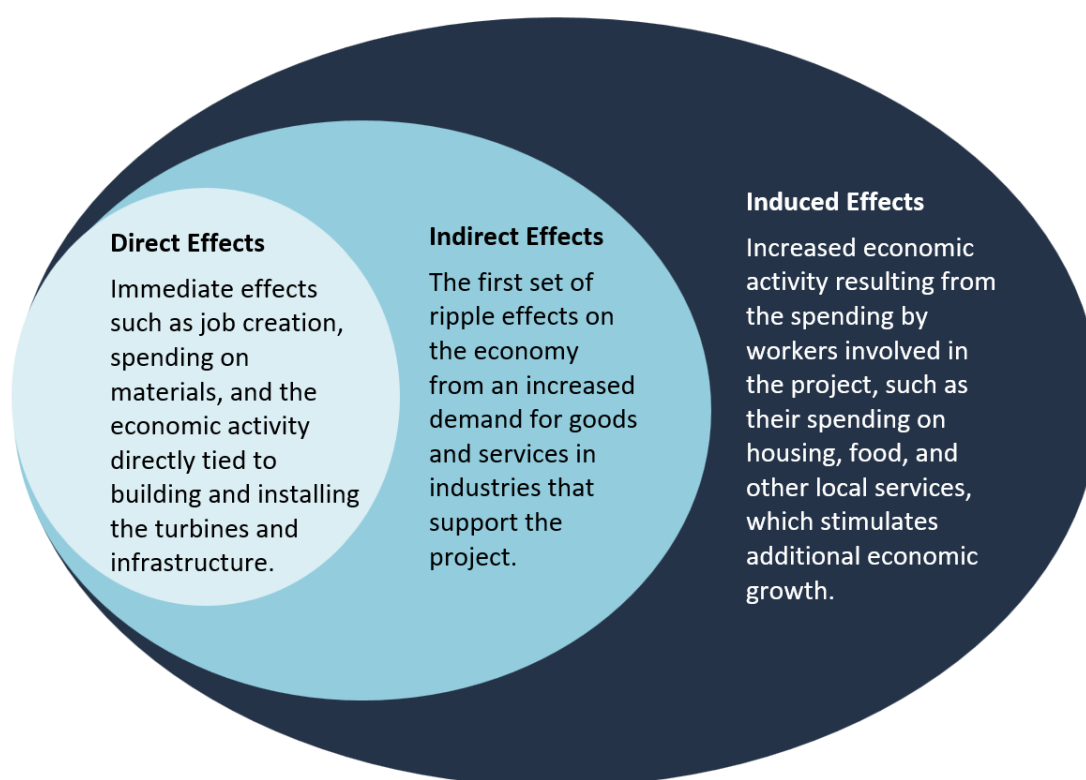 Direct Effects
Immediate effects
such as job creation,
spending on
materials, and the
economic activity
directly tied to
building and installing
the turbines and
infrastructure.
Indirect Effects
The first set of
ripple effects on
the economy
from an increased
demand for goods
and services in
industries that
support the
project.
Induced Effects
Increased economic
activity resulting from
the spending by
workers involved in
the project, such as
their spending on
housing, food, and
other local services,
which stimulates
additional economic
growth.